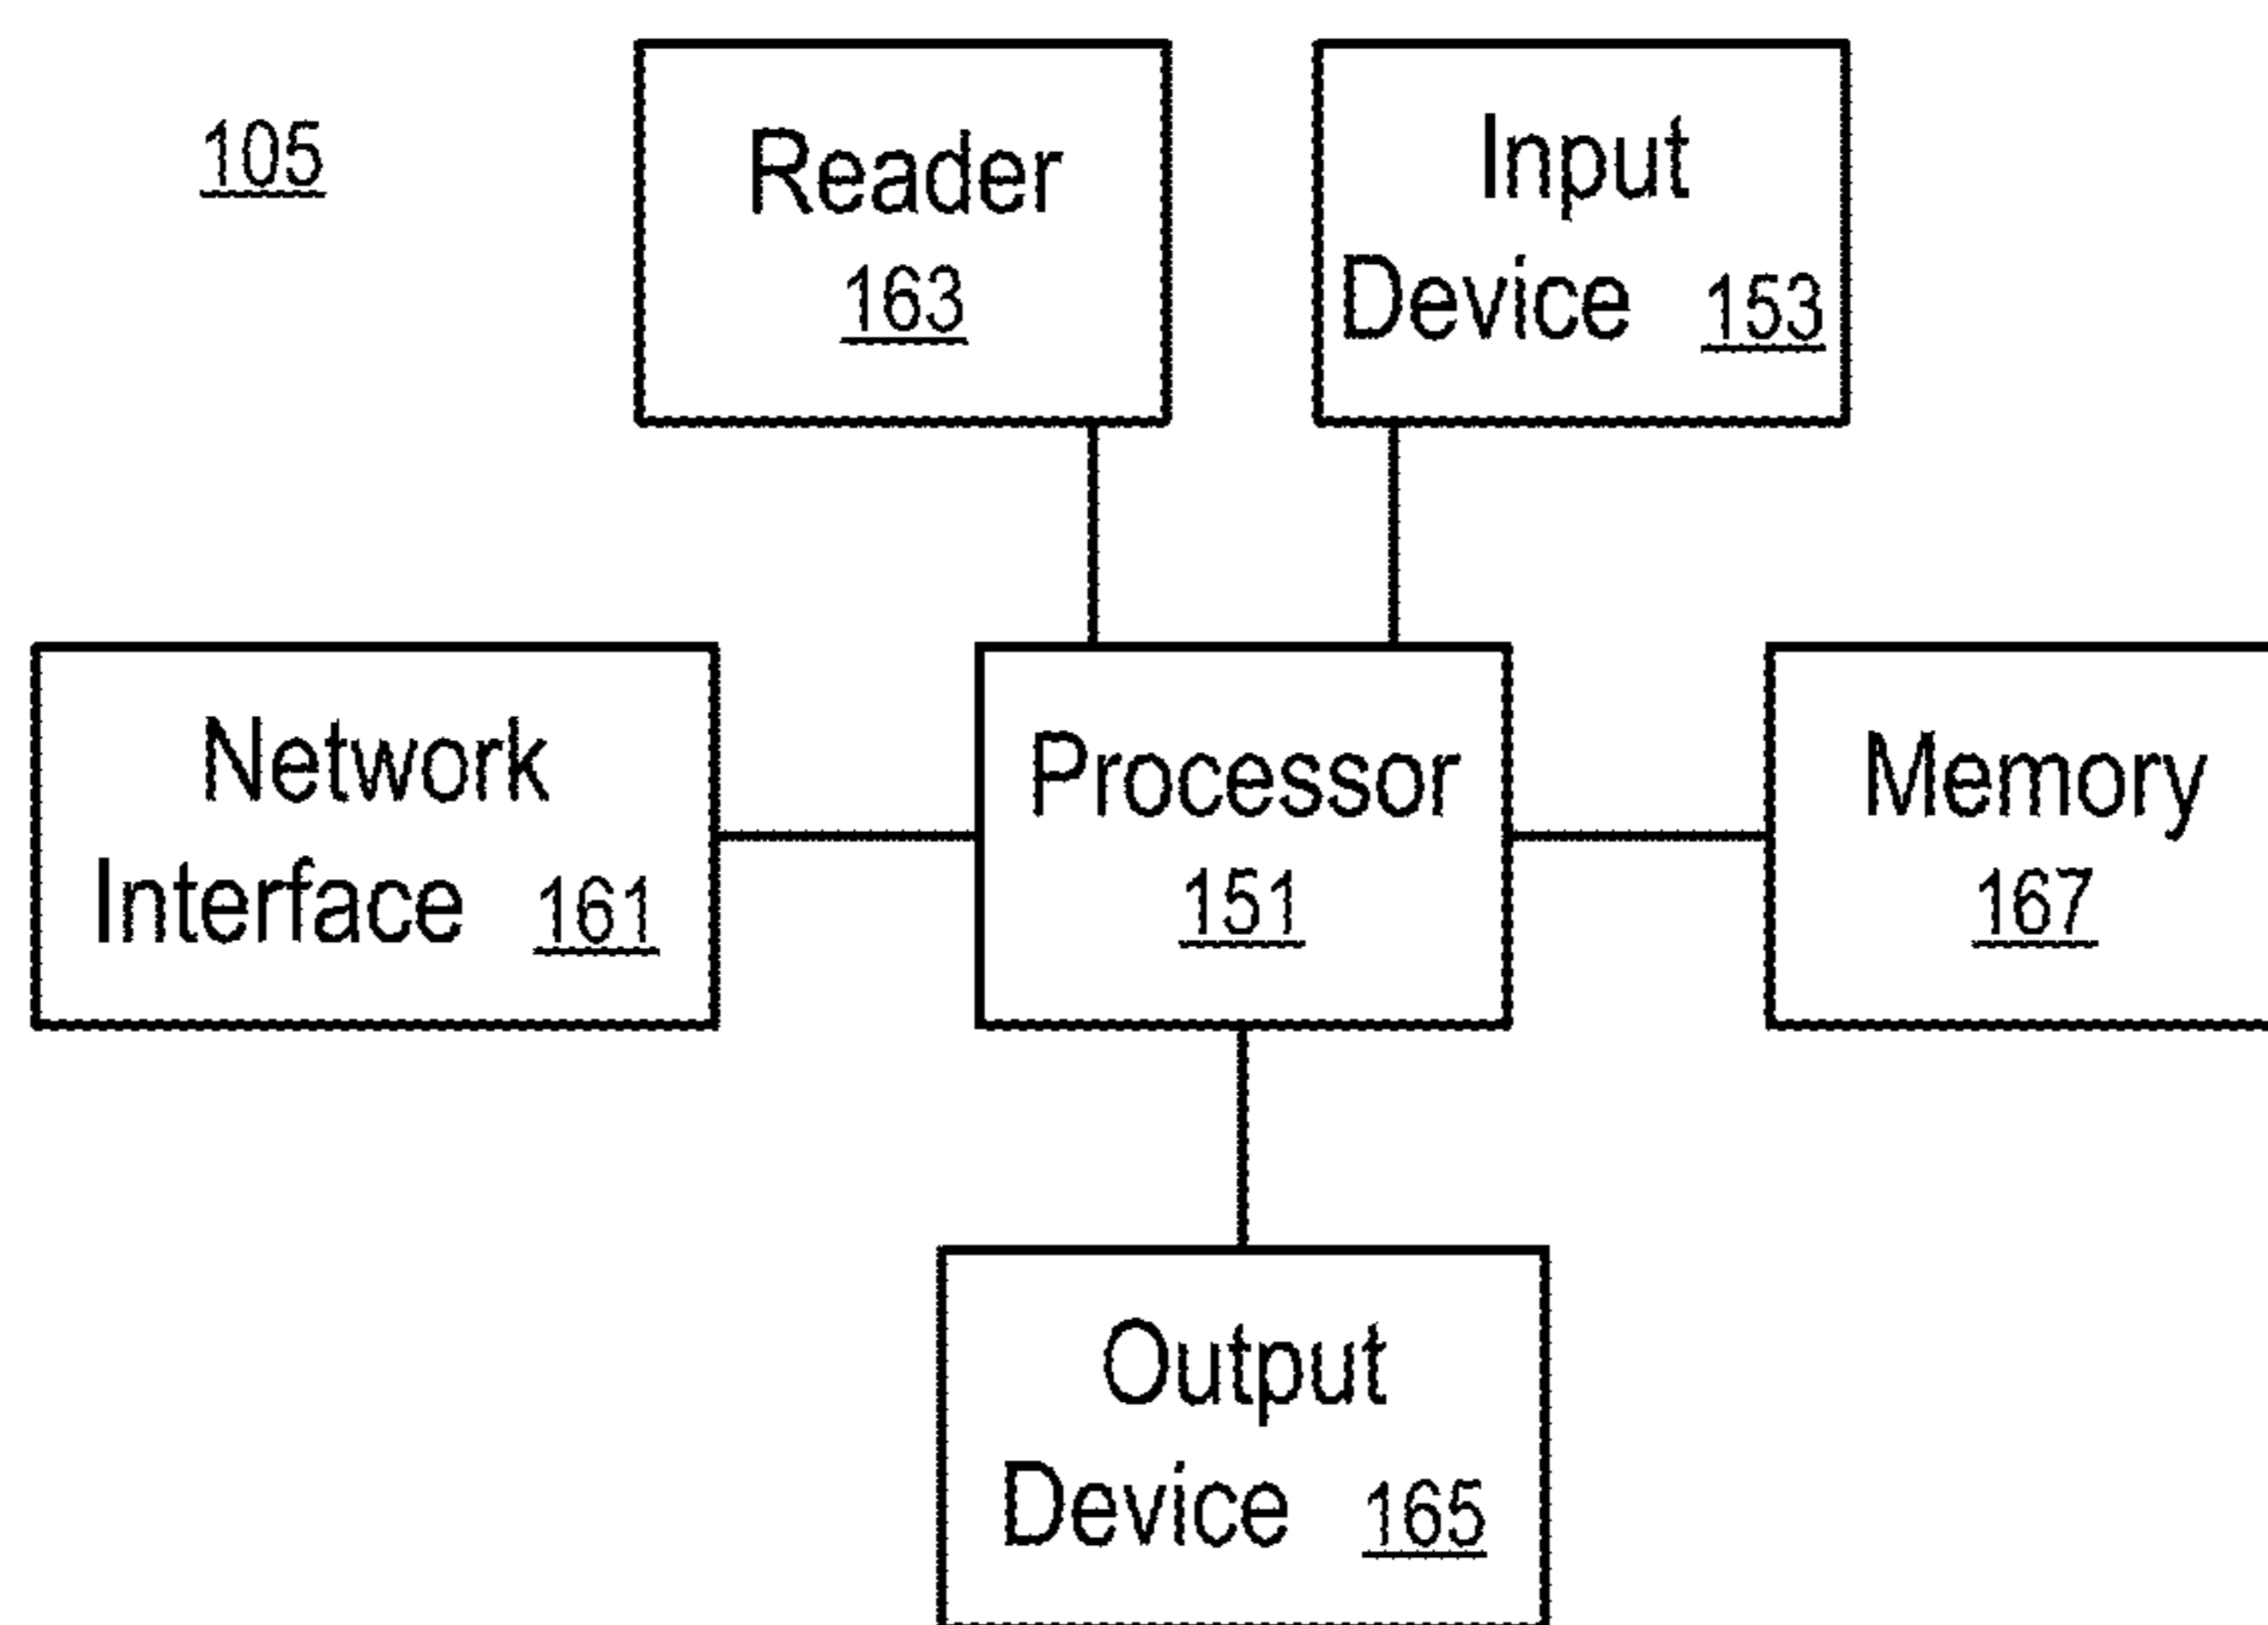 105
Reader
163
Input
Device 153
Network
Interface 161
Processor
151
Memory
167
Output
Device 165